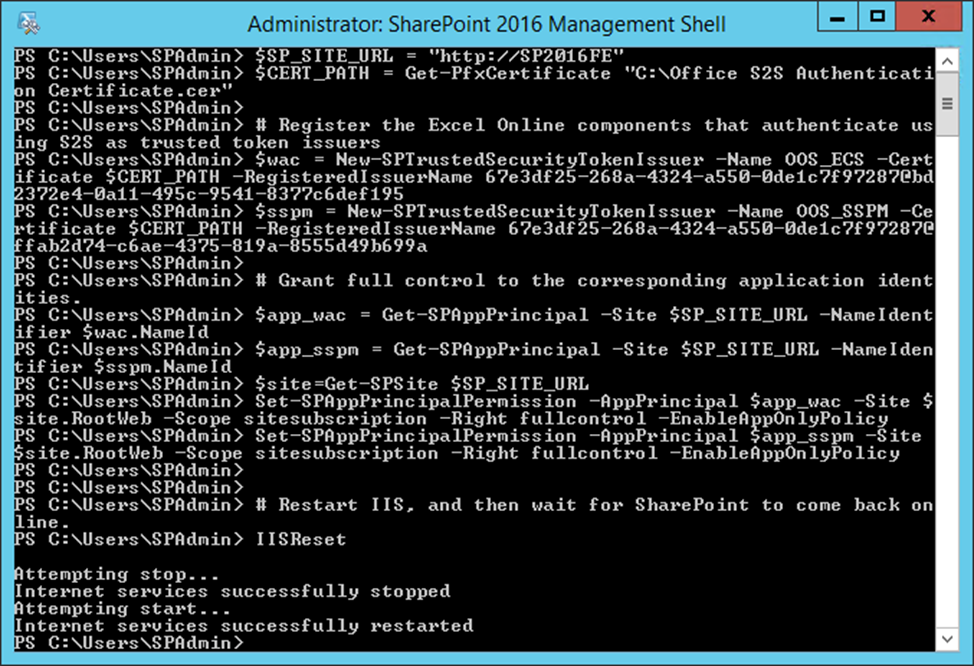 Administrator: SharePoint 2016 Management Shell
PS C:\Users\SPAdmin> $SP_SITE_URL = "http://SP2016FE"
PS C:\Users\SPAdmin> $CERT_PATH = Get-PfxCertificate "C:\Office S2S Authenticati
on Certificate.cer"
PS C:\Users\SPAdmin>
PS C:\Users\SPAdmin> # Register the Excel Online components that authenticate us
ing S2S as trusted token issuers
PS C:\Users\SPAdmin> $wac = New-SPTrustedSecurityTokenIssuer -Name OOS_ECS -Cert
ificate $CERT_PATH -RegisteredIssuerName 67e3df25-268a-4324-a550-0de1c7f97287@bd
2372e4-0a11-495c-9541-8377c6def195
PS C:\Users\SPAdmin> $sspm = New-SPTrustedSecurityTokenIssuer -Name OOS_SSPM -Ce
rtificate $CERT_PATH -RegisteredIssuerName 67e3df25-268a-4324-a550-0de1c7f97287@
ffab2d74-c6ae-4375-819a-8555d49b699a
PS C:\Users\SPAdmin>
PS C:\Users\SPAdmin> # Grant full control to the corresponding application ident
ities.
PS C:\Users\SPAdmin> $app_wac = Get-SPAppPrincipal -Site $SP_SITE_URL -NameIdent
ifier $wac.NameId
PS C:\Users\SPAdmin> $app_sspm = Get-SPAppPrincipal -Site $SP_SITE_URL -NameIden
tifier $sspm.NameId
PS C:\Users\SPAdmin> $site=Get-SPSite $SP_SITE_URL
PS C:\Users\SPAdmin> Set-SPAppPrincipalPermission -AppPrincipal $app_wac -Site $
site.RootWeb -Scope sitesubscription -Right fullcontrol -EnableAppOnlyPolicy
PS C:\Users\SPAdmin> Set-SPAppPrincipalPermission -AppPrincipal $app_sspm -Site
$site.RootWeb -Scope sitesubscription -Right fullcontrol -EnableAppOnlyPolicy
PS C:\Users\SPAdmin>
PS C:\Users\SPAdmin>
PS C:\Users\SPAdmin> # Restart IIS, and then wait for SharePoint to come back on
line.
PS C:\Users\SPAdmin> IISReset
Attempting stop...
Internet services successfully stopped
Attempting start...
Internet services successfully restarted
PS C:\Users\SPAdmin>